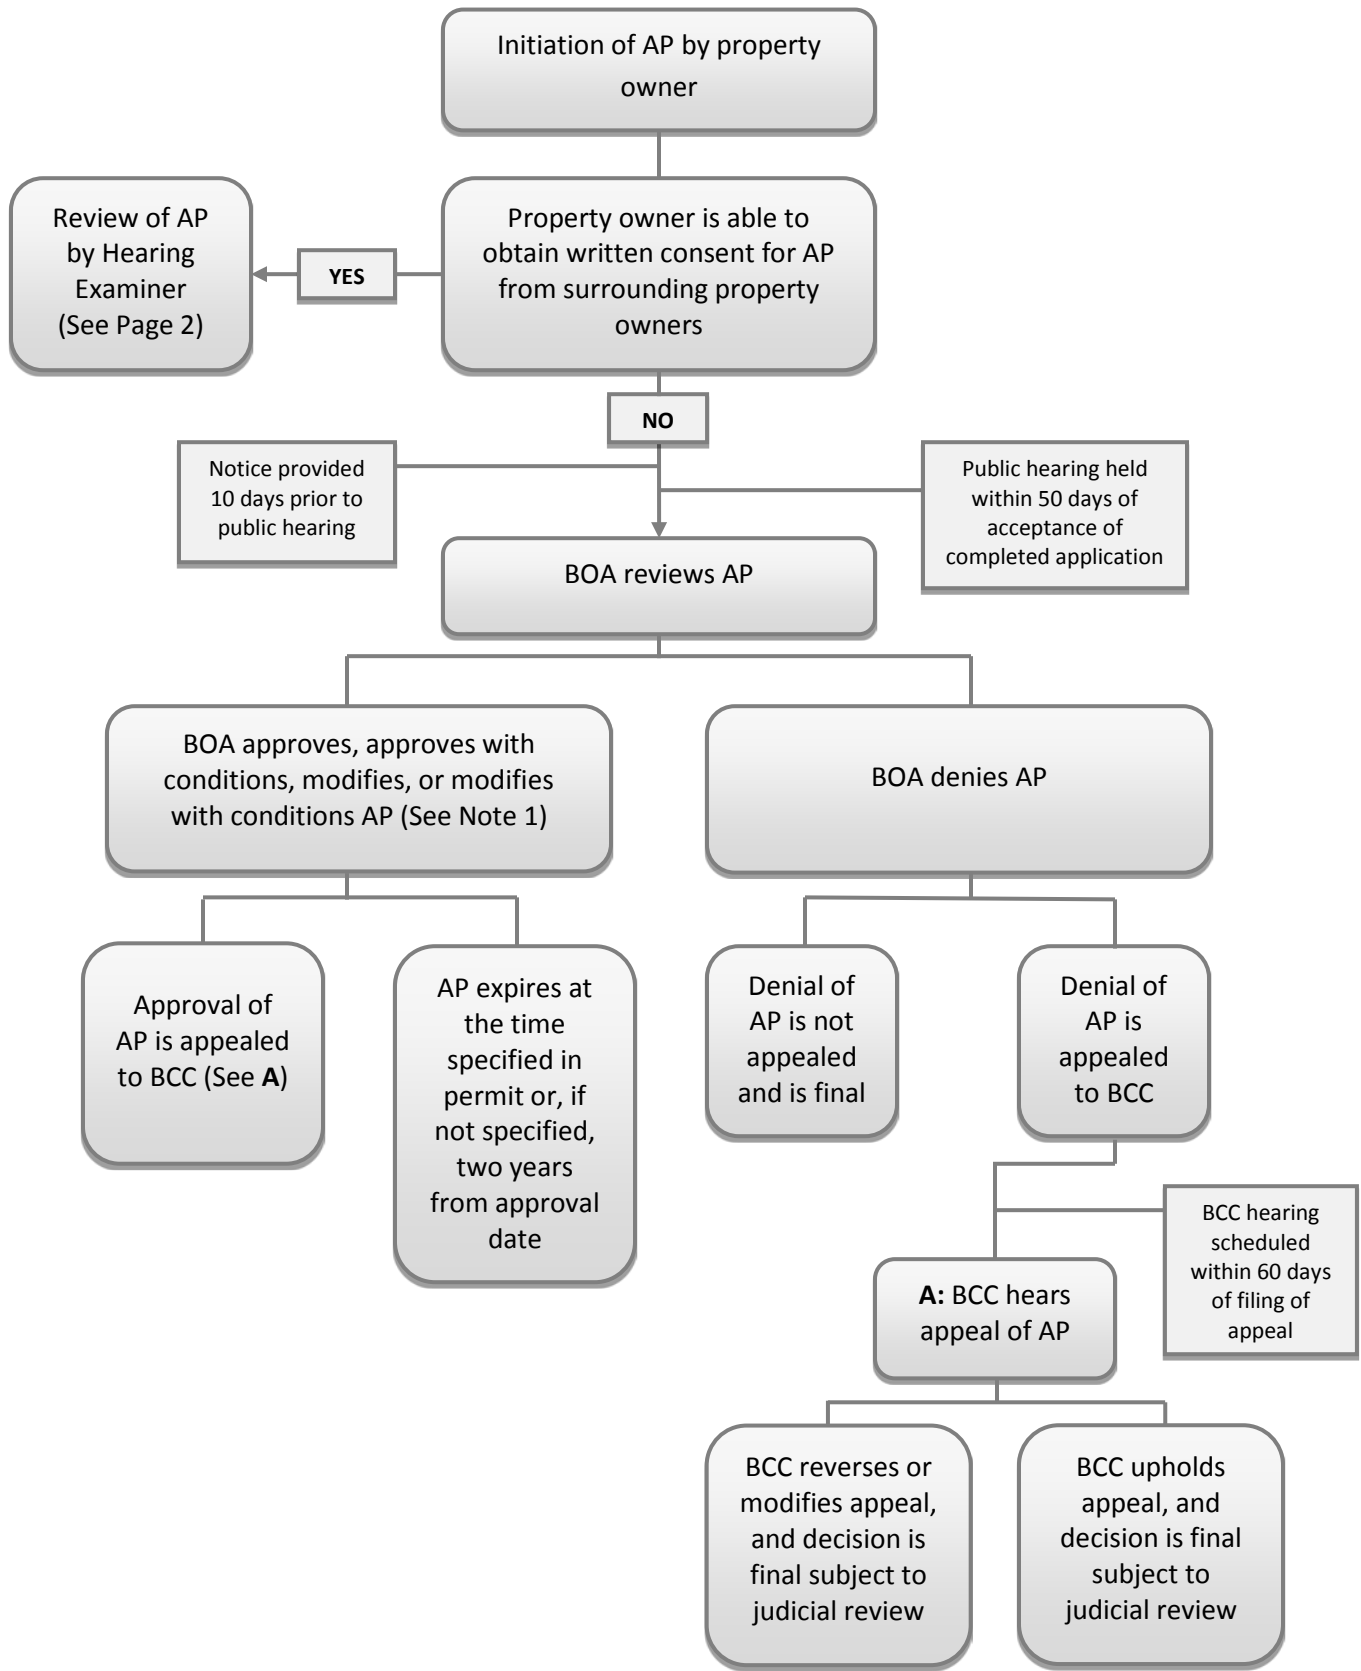 Initiation of AP by property
owner
Review of AP
by Hearing
Examiner
(See Page 2)
YES
Property owner is able to
obtain written consent for AP
from surrounding property
owners
NO
Notice provided
10 days prior to
public hearing
Public hearing held
within 50 days of
acceptance of
completed application
BOA reviews AP
BOA approves, approves with
conditions, modifies, or modifies
with conditions AP (See Note 1)
BOA denies AP
Approval of
AP is appealed
to BCC (See A)
AP expires at
the time
specified in
permit or, if
not specified,
two years
from approval
date
Denial of
AP is not
appealed
and is final
Denial of
AP is
appealed
to BCC
BCC hearing
scheduled
within 60 days
of filing of
appeal
A: BCC hears
appeal of AP
BCC reverses or
modifies appeal,
and decision is
final subject to
judicial review
BCC upholds
appeal, and
decision is final
subject to
judicial review